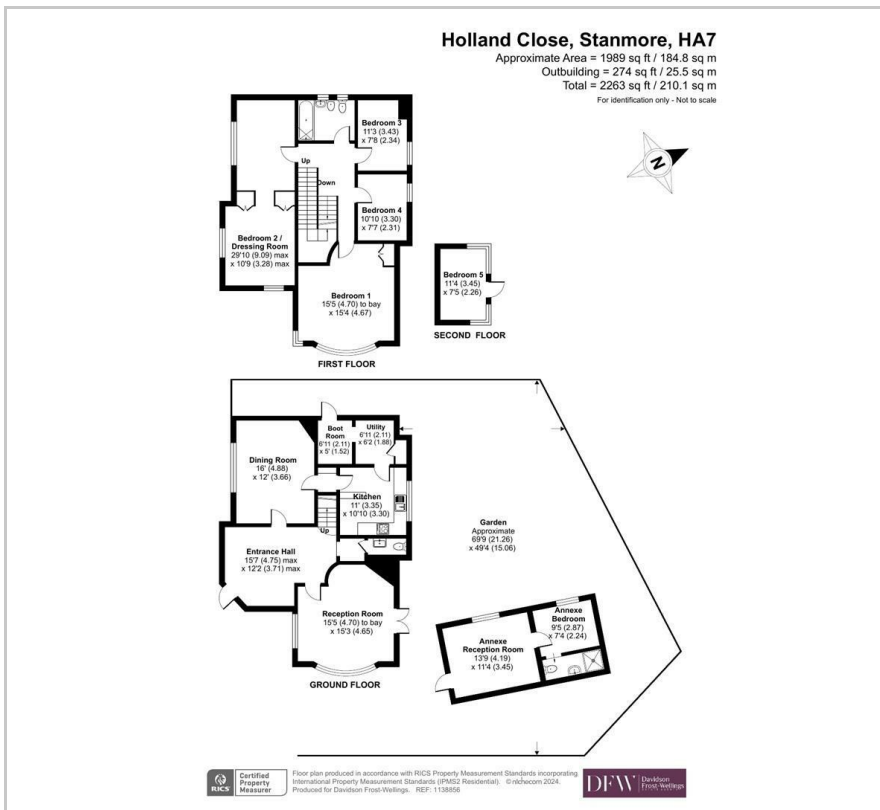 Holland Close, Stanmore, HA7
Approximate Area = 1989 sq ft / 184.8 sq m
Outbuilding = 274 sq ft / 25.5 sq m
Total = 2263 sq ft / 210.1 sq m
For identification only - Not to scale
N
Bedroom 3
11'3 (3.43)
x 7'8 (2.34)
Up
Down
Bedroom 4
10'10 (3.30)
x 7'7 (2.31)
Bedroom 2 /
Dressing Room
29'10 (9.09) max
x 10'9 (3.28) max
Bedroom 1
15'5 (4.70) to bay
x 15'4 (4.67)
FIRST FLOOR
Bedroom 5
11'4 (3.45)
x 7'5 (2.26)
SECOND FLOOR
Boot
Room
6'11 (2.11)
x 5' (1.52)
Utility
6'11 (2.11)
x 6'2 (1.88)
Dining Room
16' (4.88)
x 12' (3.66)
Kitchen
11' (3.35)
x 10'10 (3.30)
Up
Entrance Hall
15'7 (4.75) max
x 12'2 (3.71) max
Reception Room
15'5 (4.70) to bay
x 15'3 (4.65)
GROUND FLOOR
Garden
Approximate
69'9 (21.26)
x 49'4 (15.06)
Annexe
Bedroom
9'5 (2.87)
x 7'4 (2.24)
Annexe
Reception Room
13'9 (4.19)
x 11'4 (3.45)
RICS
Certified
Property
Measurer
Floor plan produced in accordance with RICS Property Measurement Standards incorporating
International Property Measurement Standards (IPMS2 Residential). © nichecom 2024.
Produced for Davidson Frost-Wellings. REF: 1138856
DFW
Davidson
Frost-Wellings